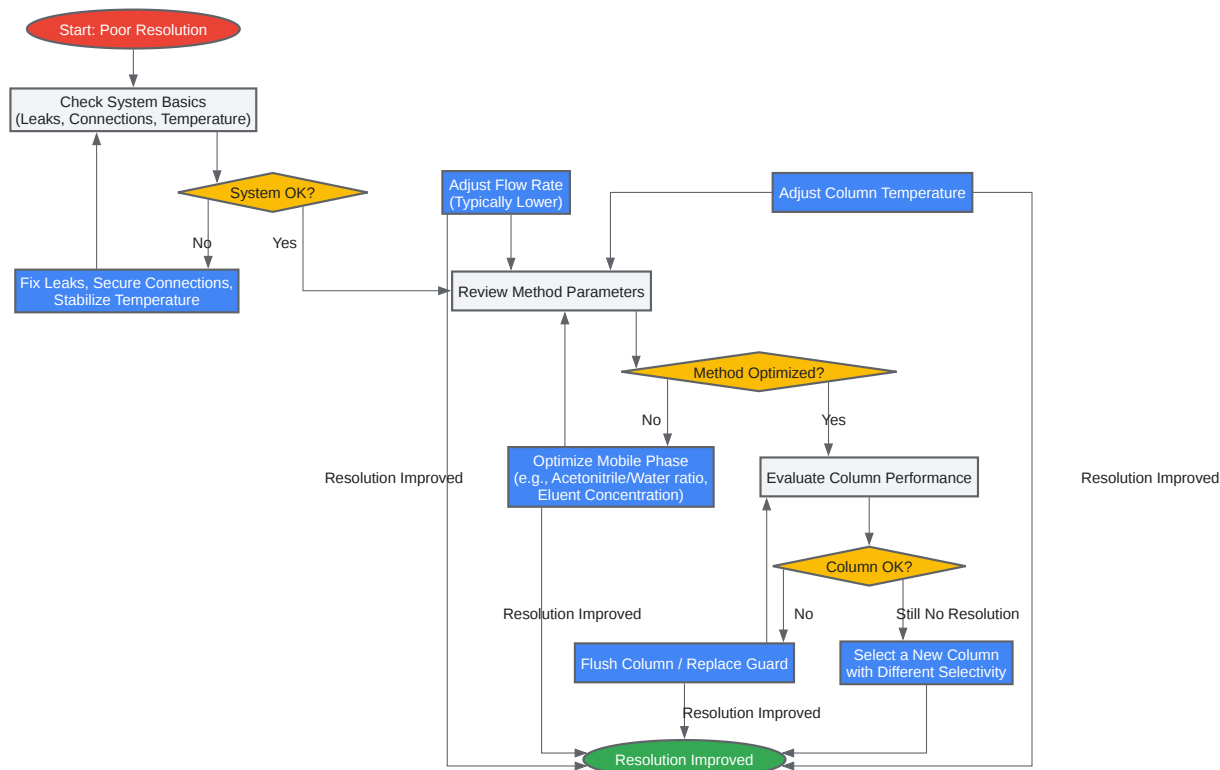 Start: Poor Resolution
Check System Basics
(Leaks, Connections, Temperature)
System OK?
Adjust Flow Rate
(Typically Lower)
Adjust Column Temperature
No
Yes
Fix Leaks, Secure Connections,
Stabilize Temperature
Review Method Parameters
Method Optimized?
No
Yes
Optimize Mobile Phase
(e.g., Acetonitrile/Water ratio,
Eluent Concentration)
Resolution Improved
Evaluate Column Performance
Resolution Improved
Column OK?
Resolution Improved
No
Still No Resolution
Flush Column / Replace Guard
Select a New Column
with Different Selectivity
Resolution Improved
Resolution Improved